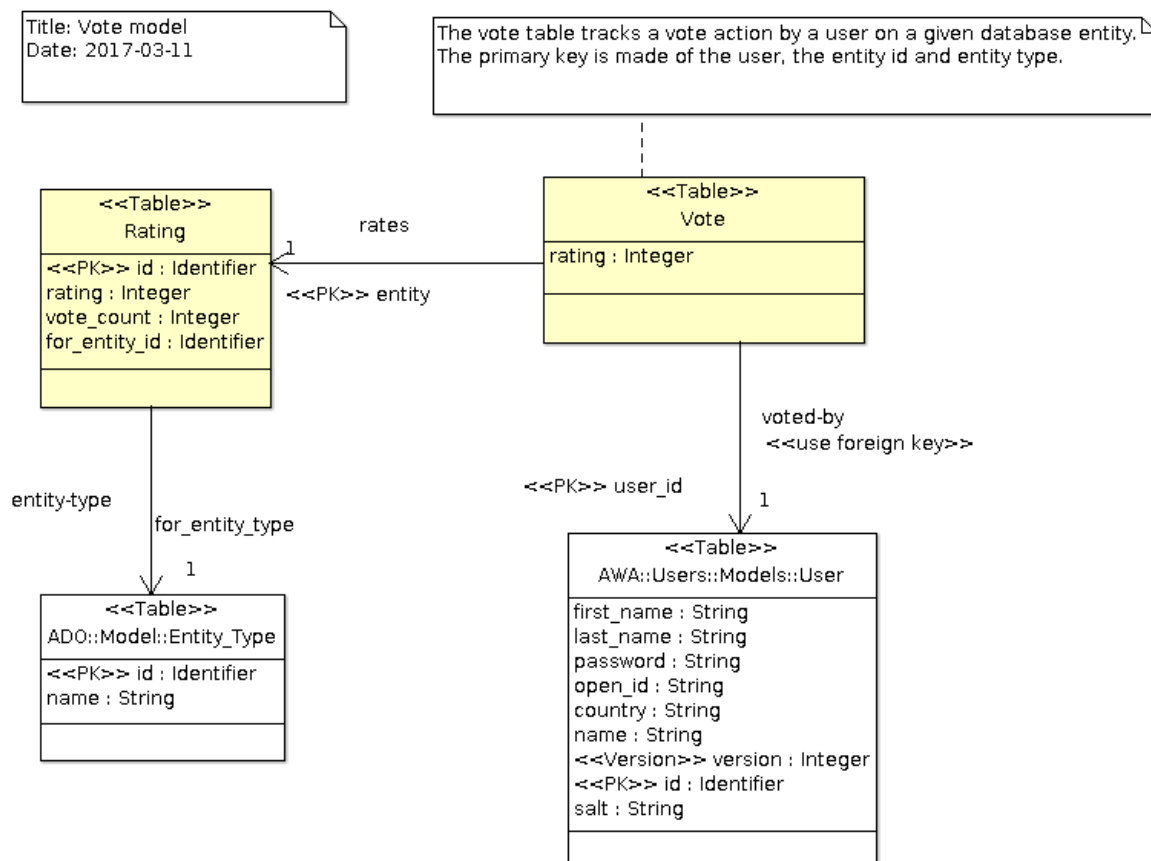 Title: Vote model
Date: 2017-03-11
The vote table tracks a vote action by a user on a given database entity.
The primary key is made of the user, the entity id and entity type.
<<Table>>
Rating
<<PK>> id : Identifier
rating : Integer
vote_count : Integer
for_entity_id : Identifier
rates
1
<<PK>> entity
<<Table>>
Vote
rating : Integer
voted-by
<<use foreign key>>
<<PK>> user_id
1
entity-type
for_entity_type
1
<<Table>>
ADO::Model::Entity_Type
<<PK>> id : Identifier
name : String
<<Table>>
AWA::Users::Models::User
first_name : String
last_name : String
password : String
open_id : String
country : String
name : String
<<Version>> version : Integer
<<PK>> id : Identifier
salt : String